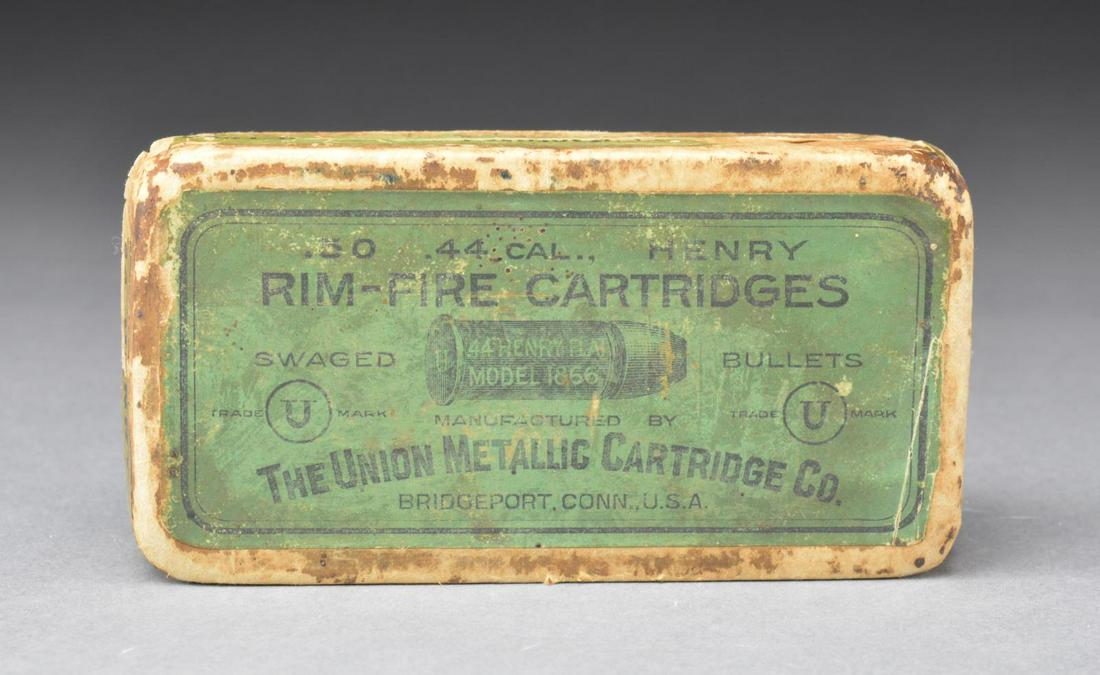 .50 .44 CAL., HENRY
RIM-FIRE CARTRIDGES
44 HENRY FLAT
MODEL 1866
SWAGED BULLETS
TRADE U MARK
TRADE U MARK
MANUFACTURED BY
THE UNION METALLIC CARTRIDGE CO.
BRIDGEPORT, CONN., U.S.A.